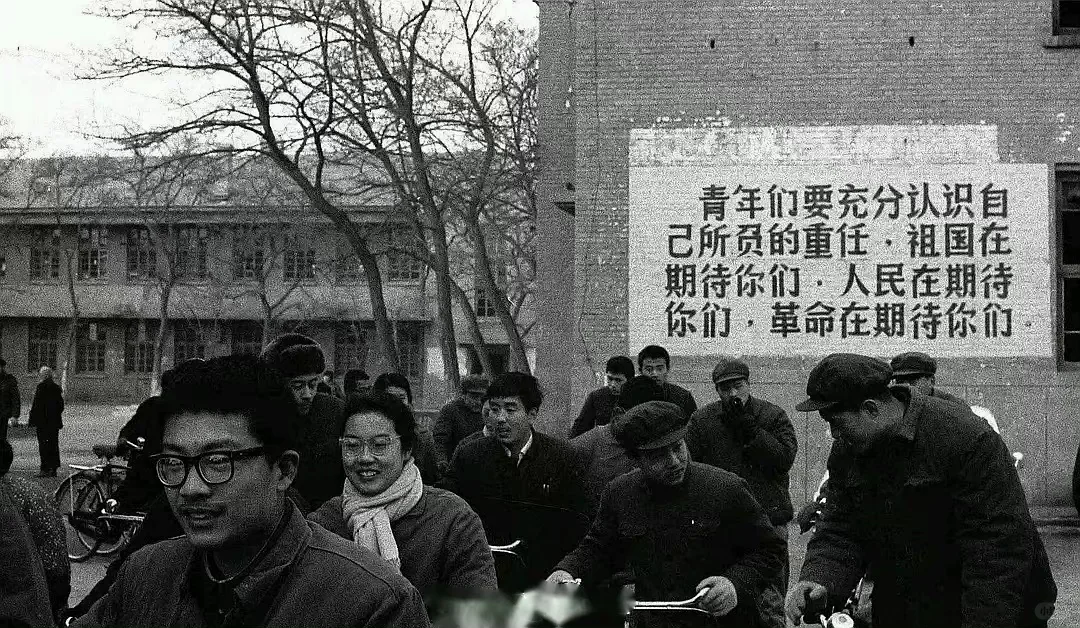 青年们要充分认识自
己所负的重任，祖国在
期待你们，人民在期待
你们，革命在期待你们。